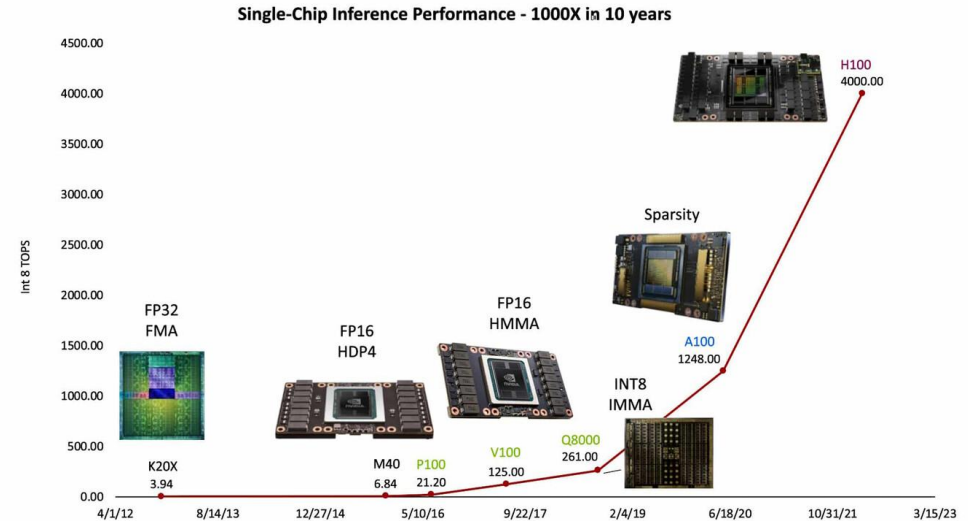 Single-Chip Inference Performance - 1000X in 10 years
4500.00
4000.00
3500.00
3000.00
2500.00
2000.00
1500.00
1000.00
500.00
0.00
Int 8 TOPS
H100
4000.00
Sparsity
A100
1248.00
FP32
FMA
FP16
HDP4
FP16
HMMA
INT8
IMMA
K20X
3.94
M40
6.84
P100
21.20
V100
125.00
Q8000
261.00
4/1/12 8/14/13 12/27/14 5/10/16 9/22/17 2/4/19 6/18/20 10/31/21 3/15/23